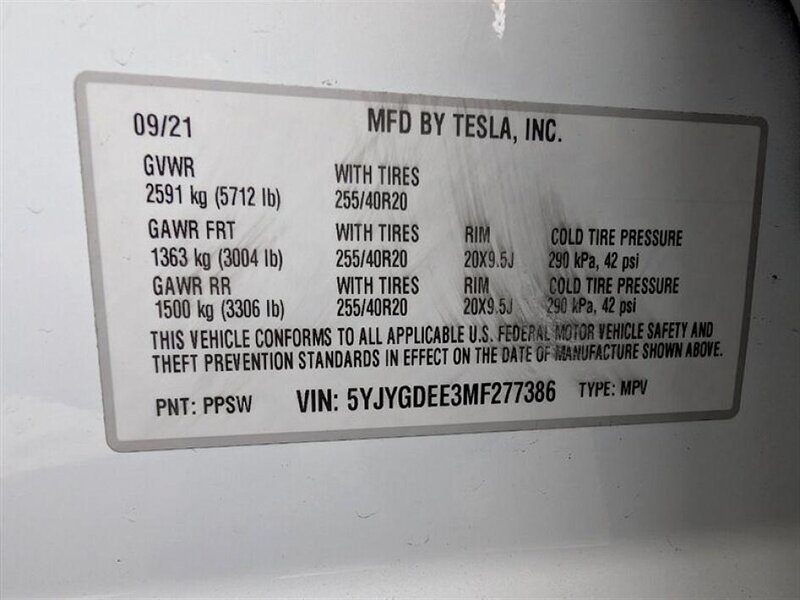 09/21 MFD BY TESLA, INC.
GVWR WITH TIRES
2591 kg (5712 lb) 255/40R20
GAWR FRT WITH TIRES RIM COLD TIRE PRESSURE
1363 kg (3004 lb) 255/40R20 20X9.5J 290 kPa, 42 psi
GAWR RR WITH TIRES RIM COLD TIRE PRESSURE
1500 kg (3306 lb) 255/40R20 20X9.5J 290 kPa, 42 psi
THIS VEHICLE CONFORMS TO ALL APPLICABLE U.S. FEDERAL MOTOR VEHICLE SAFETY AND
THEFT PREVENTION STANDARDS IN EFFECT ON THE DATE OF MANUFACTURE SHOWN ABOVE.
PNT: PPSW VIN: 5YJYGDEE3MF277386 TYPE: MPV